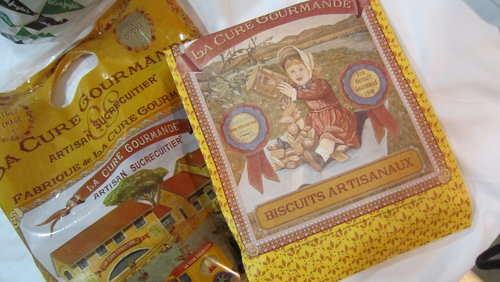 LA CURE GOURMANDE
ARTISAN SUCRECUITIER
FABRIQUE de LA CURE GOURMANDE
LA CURE GOURMANDE
ARTISAN SUCRECUITIER
LA CURE GOURMANDE
BISCUITS ARTISANAUX